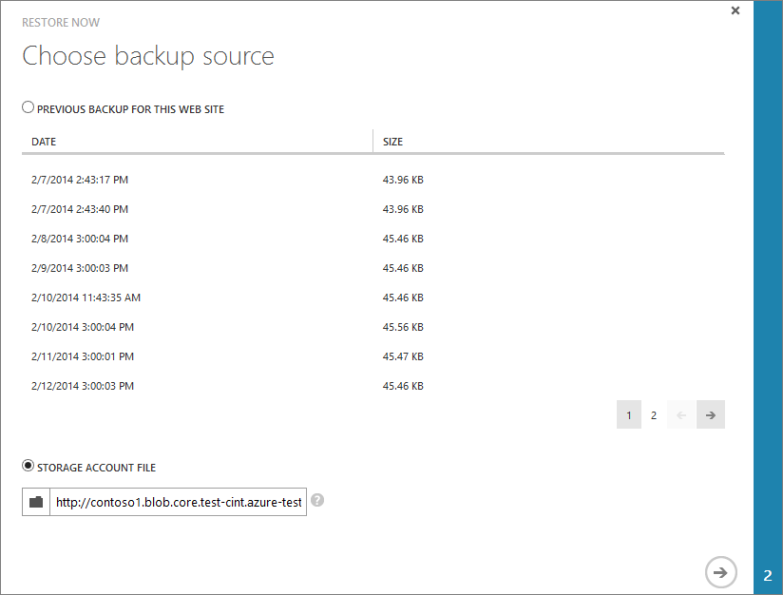 RESTORE NOW
Choose backup source
PREVIOUS BACKUP FOR THIS WEB SITE
DATE SIZE
2/7/2014 2:43:17 PM 43.96 KB
2/7/2014 2:43:40 PM 43.96 KB
2/8/2014 3:00:04 PM 45.46 KB
2/9/2014 3:00:03 PM 45.46 KB
2/10/2014 11:43:35 AM 45.46 KB
2/10/2014 3:00:04 PM 45.56 KB
2/11/2014 3:00:01 PM 45.47 KB
2/12/2014 3:00:03 PM 45.46 KB
1 2
STORAGE ACCOUNT FILE
http://contoso1.blob.core.test-cint.azure-test
?
2